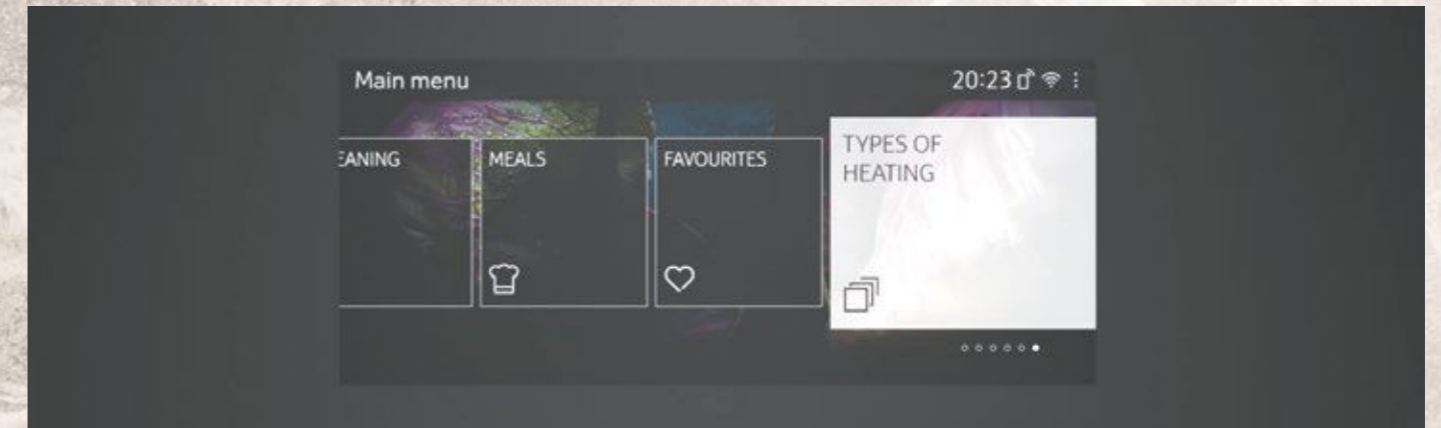 Main menu
20:23
EANING
MEALS
FAVOURITES
TYPES OF
HEATING